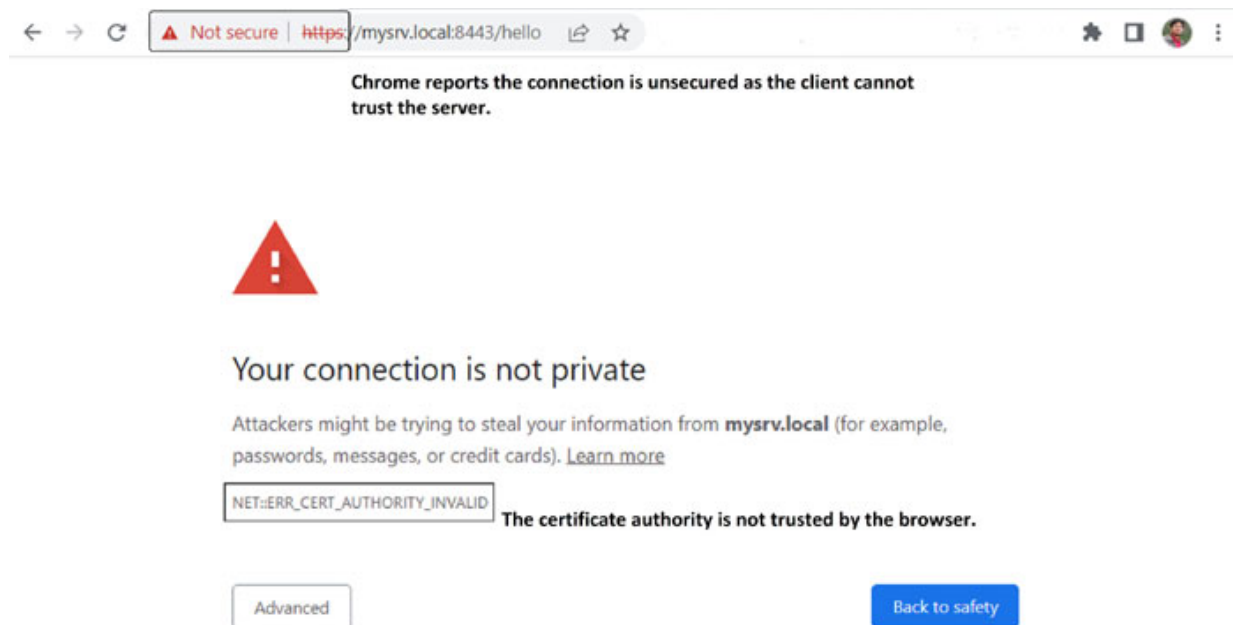 Not secure | https://mysrv.local:8443/hello
Chrome reports the connection is unsecured as the client cannot
trust the server.
Your connection is not private
Attackers might be trying to steal your information from mysrv.local (for example,
passwords, messages, or credit cards). Learn more
NET::ERR_CERT_AUTHORITY_INVALID
The certificate authority is not trusted by the browser.
Advanced
Back to safety